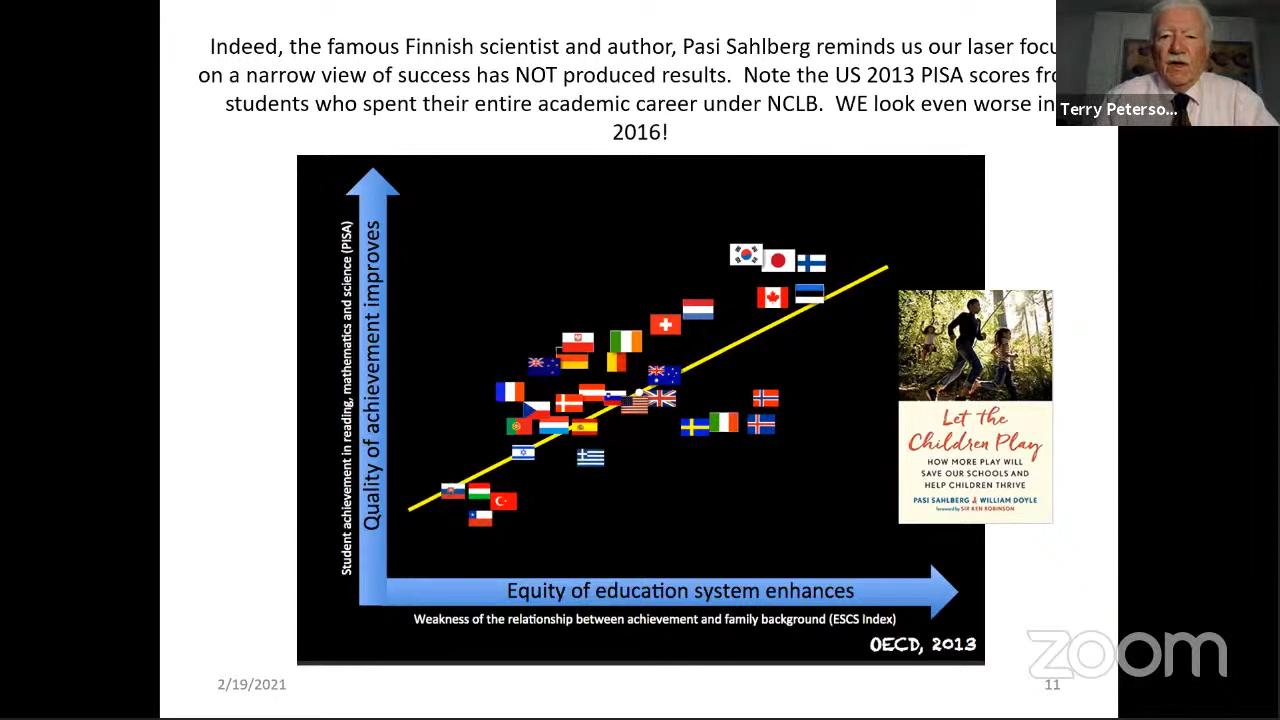 Indeed, the famous Finnish scientist and author, Pasi Sahlberg reminds us our laser focu
on a narrow view of success has NOT produced results.  Note the US 2013 PISA scores fro
students who spent their entire academic career under NCLB.  WE look even worse in
2016!
Terry Peterso...
Student achievement in reading, mathematics and science (PISA)
Quality of achievement improves
Let the
Children Play
HOW MORE PLAY WILL
SAVE OUR SCHOOLS AND
HELP CHILDREN THRIVE
PASI SAHLBERG & WILLIAM DOYLE
foreword by SIR KEN ROBINSON
Equity of education system enhances
Weakness of the relationship between achievement and family background (ESCS Index)
OECD, 2013
zoom
2/19/2021
11